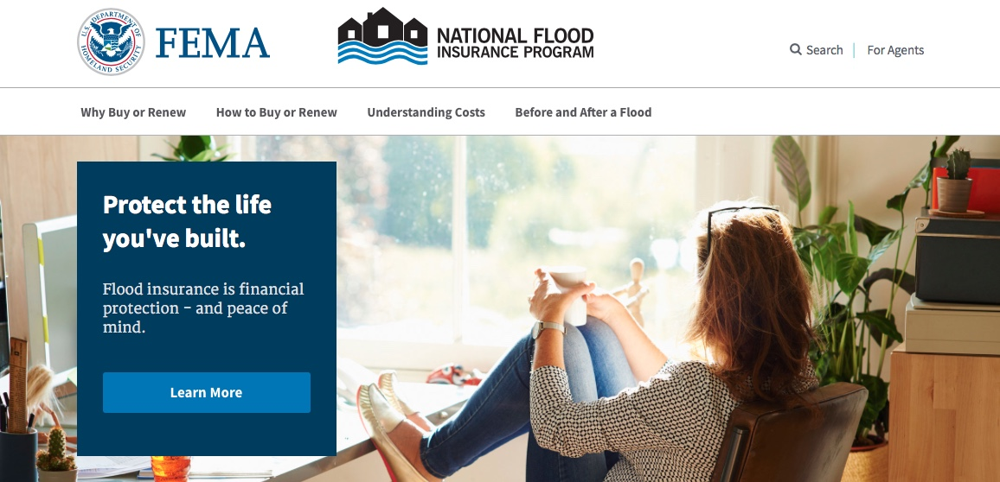 U.S. DEPARTMENT OF
HOMELAND SECURITY
FEMA
NATIONAL FLOOD
INSURANCE PROGRAM
Search
For Agents
Why Buy or Renew
How to Buy or Renew
Understanding Costs
Before and After a Flood
Protect the life
you've built.
Flood insurance is financial
protection – and peace of
mind.
Learn More